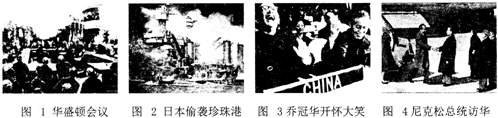 CHINA
图 1 华盛顿会议
图 2 日本偷袭珍珠港
图 3 乔冠华开怀大笑
图 4 尼克松总统访华